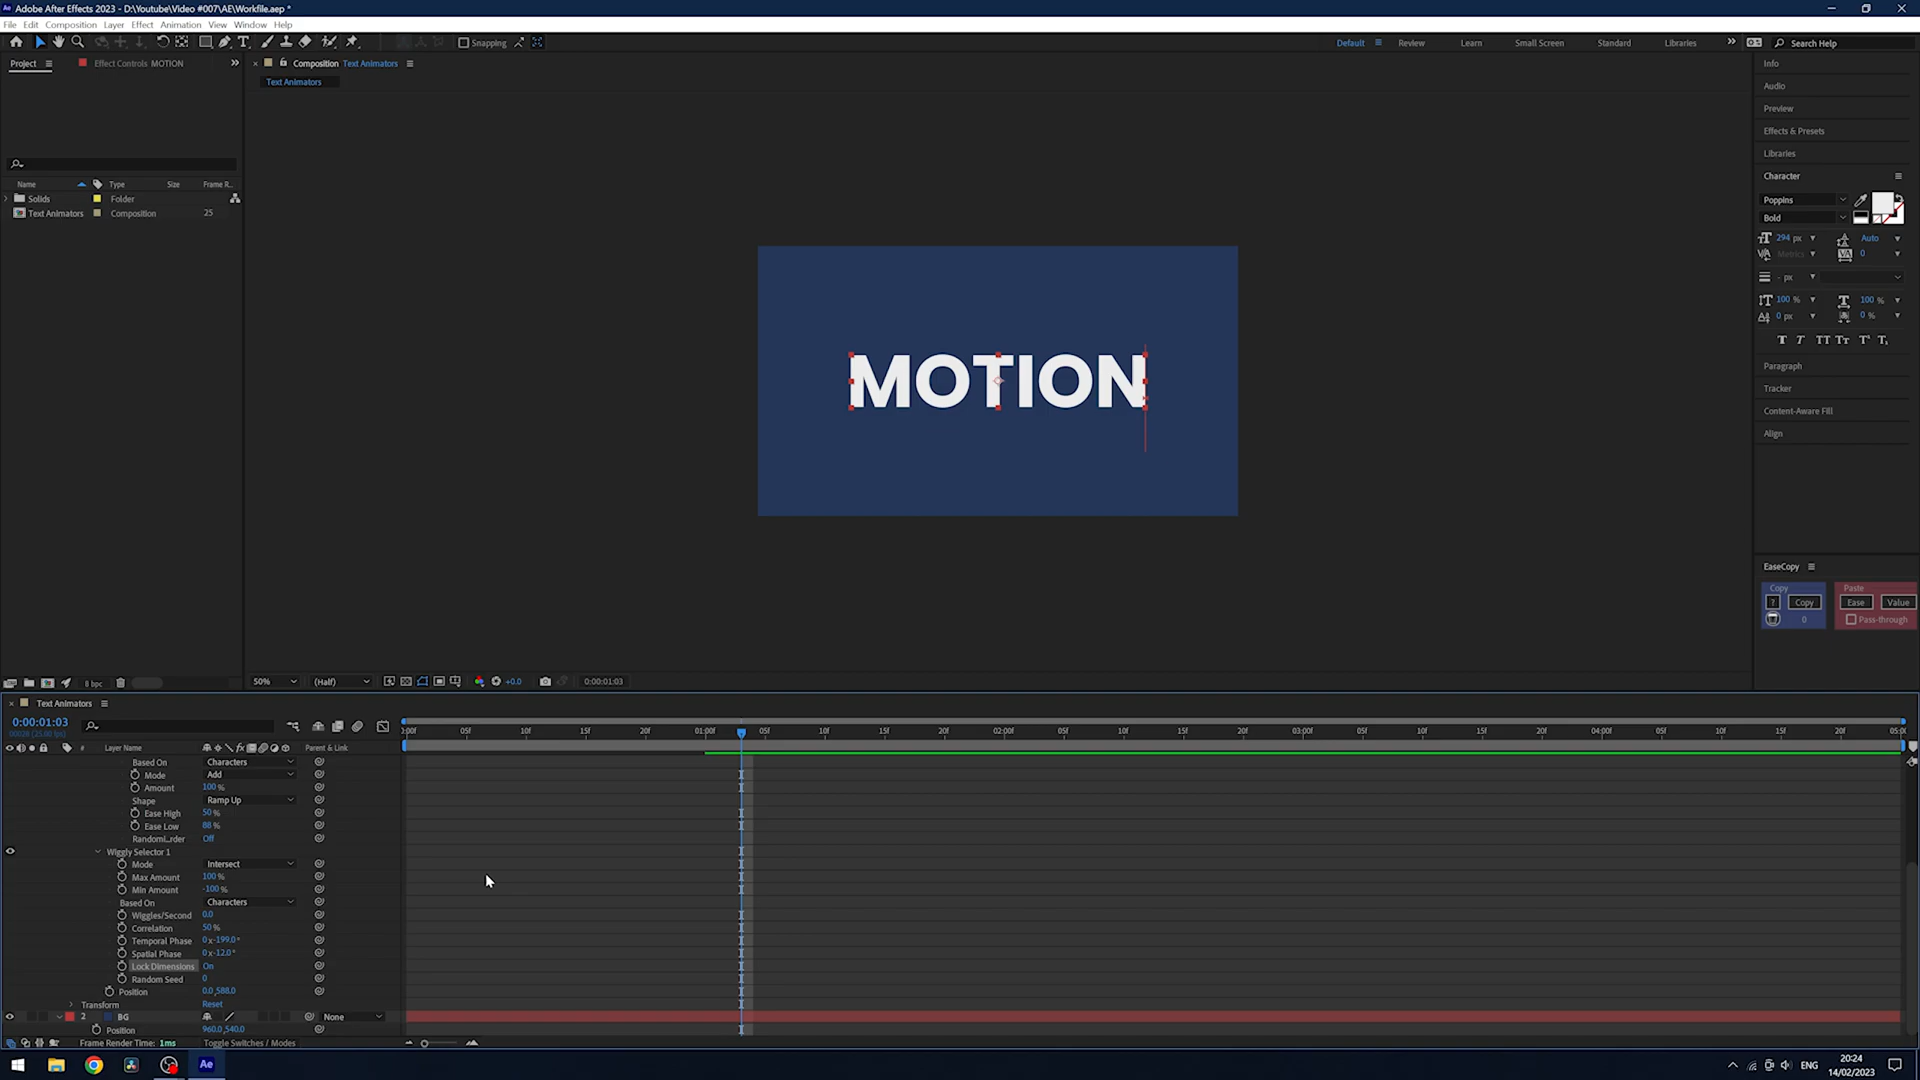 Adobe After Effects 2023 - D:\Youtube\Video #007\AE\Workfile.aep *
File Edit Composition Layer Effect Animation View Window Help
Snapping
Default Review Learn Small Screen Standard Libraries Search Help
Project Effect Controls MOTION
Composition Text Animators
Text Animators
Name Type Size Frame R...
Solids Folder
Text Animators Composition 25
8 bpc
MOTION
50% (Half) +0.0 0:00:01:03
Info
Audio
Preview
Effects & Presets
Libraries
Character
Poppins
Bold
294 px Auto
Metrics 0
- px
100 % 100 %
0 px 0 %
T T TT Tt T¹ T₁
Paragraph
Tracker
Content-Aware Fill
Align
EaseCopy
Copy Paste
? Copy Ease Value
0 Pass-through
Text Animators
0:00:01:03
00028 (25.00 fps)
# Layer Name fx Parent & Link
:00f 05f 10f 15f 20f 01:00f 05f 10f 15f 20f 02:00f 05f 10f 15f 20f 03:00f 05f 10f 15f 20f 04:00f 05f 10f 15f 20f 05:00
Based On Characters
Mode Add
Amount 100 %
Shape Ramp Up
Ease High 50 %
Ease Low 88 %
Randomi...rder Off
Wiggly Selector 1
Mode Intersect
Max Amount 100 %
Min Amount -100 %
Based On Characters
Wiggles/Second 0.0
Correlation 50 %
Temporal Phase 0 x-199.0 °
Spatial Phase 0 x-12.0 °
Lock Dimensions On
Random Seed 0
Position 0.0,588.0
Transform Reset
2 BG None
Position 960.0,540.0
Frame Render Time: 1ms Toggle Switches / Modes
Ae ENG 20:24
14/02/2023